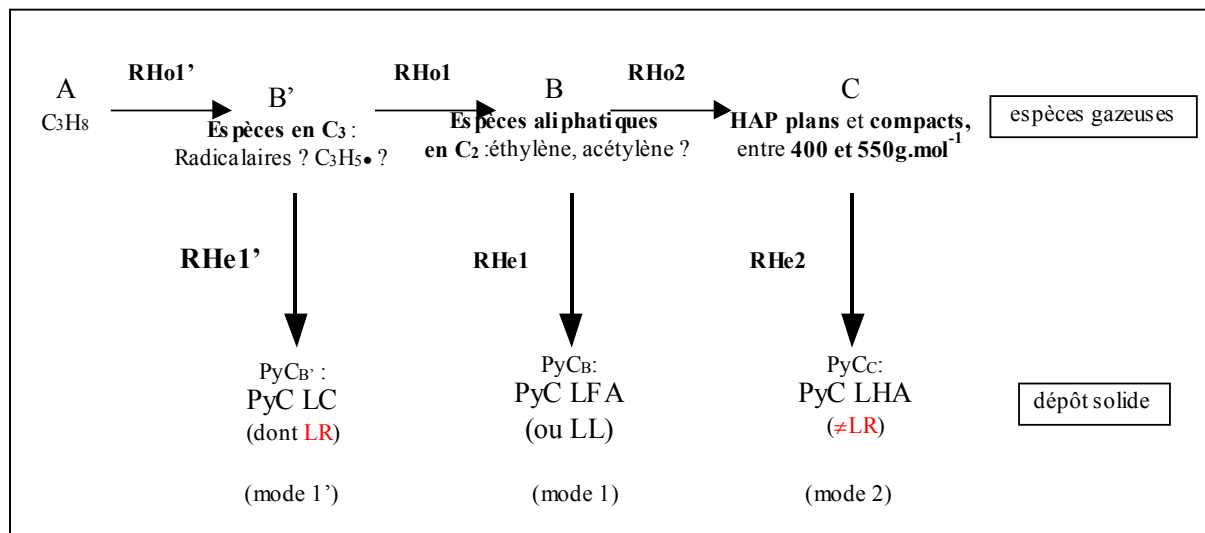 RHo1’ RHo1 RHo2
A B’ B C
C3H8
Espèces en C3 : Espèces aliphatiques HAP plans et compacts, espèces gazeuses
Radicalaires ? C3H5• ? en C2 :éthylène, acétylène ? entre 400 et 550g.mol-1
RHe1’ RHe1 RHe2
PyCB’ : PyCB: PyCC:
PyC LC PyC LFA PyC LHA dépôt solide
(dont LR) (ou LL) (≠LR)
(mode 1’) (mode 1) (mode 2)